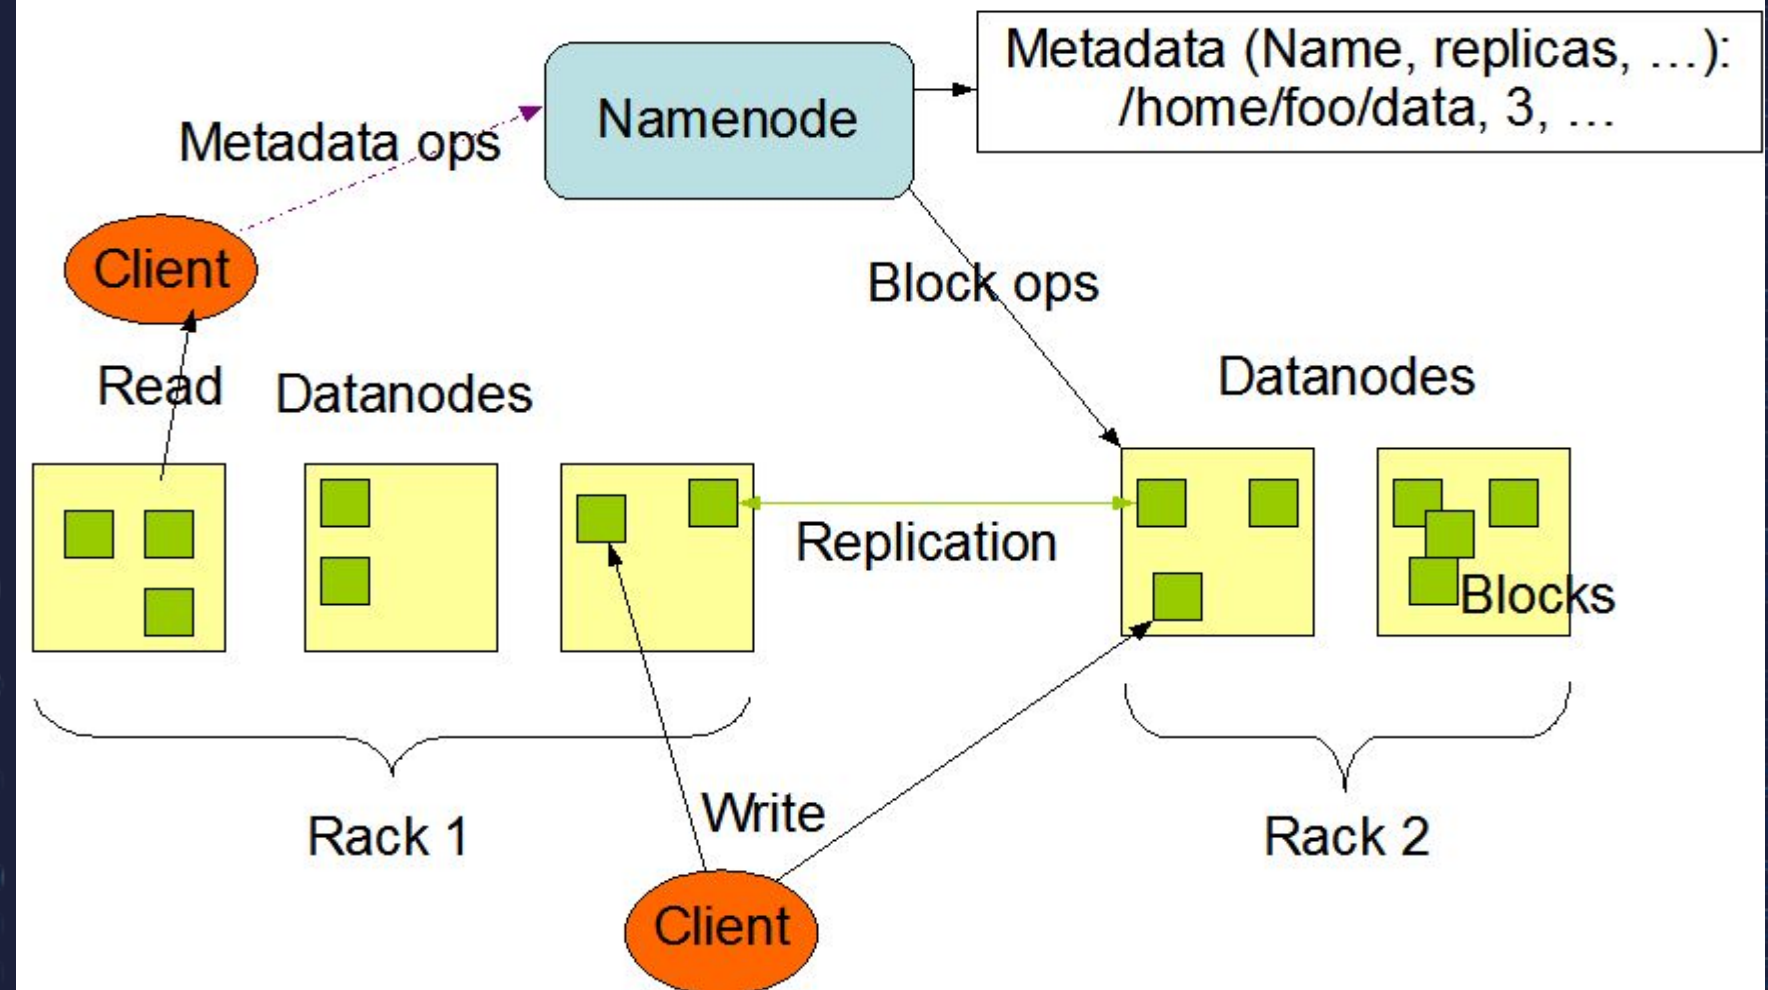 Metadata (Name, replicas, …):
/home/foo/data, 3, …
Namenode
Metadata ops
Client
Block ops
Read
Datanodes
Datanodes
Replication
Blocks
Rack 1
Write
Rack 2
Client